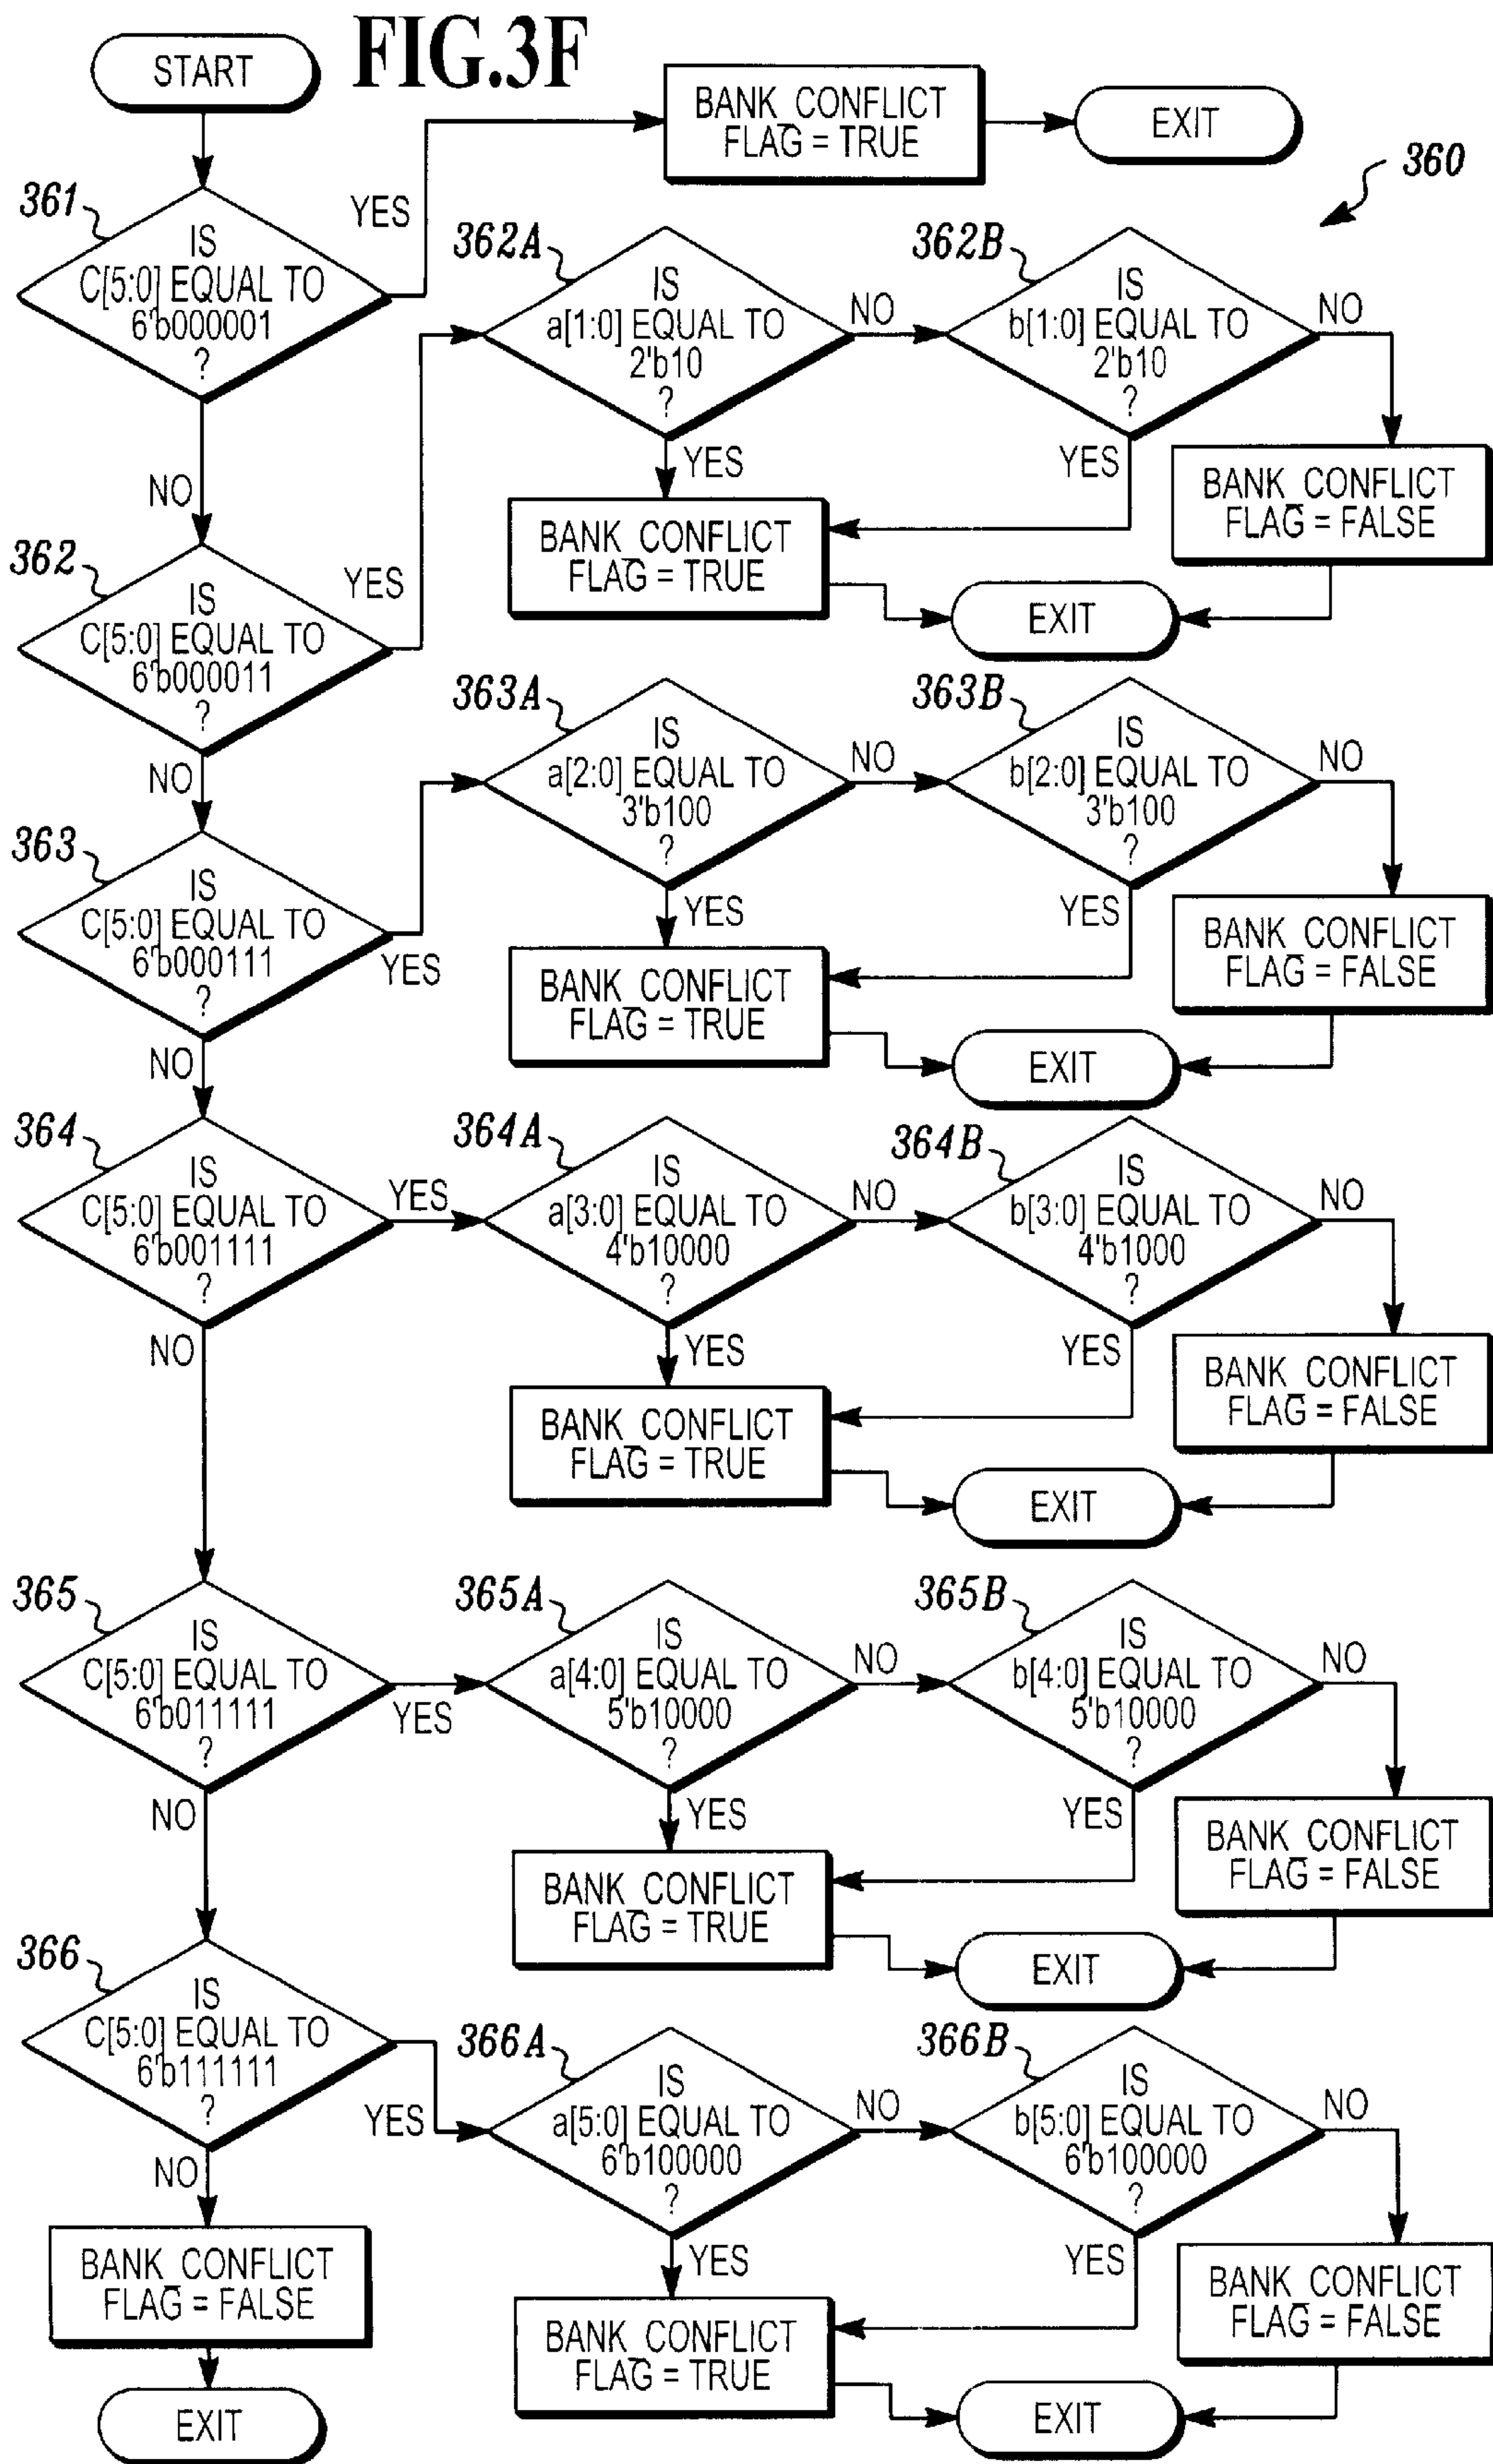 FIG.3F
START
BANK_CONFLICT
FLAG = TRUE
EXIT
360
361
IS
C[5:0] EQUAL TO
6'b000001
?
YES
NO
362A
IS
a[1:0] EQUAL TO
2'b10
?
NO
YES
362B
IS
b[1:0] EQUAL TO
2'b10
?
NO
YES
BANK_CONFLICT
FLAG = TRUE
BANK_CONFLICT
FLAG = FALSE
EXIT
362
IS
C[5:0] EQUAL TO
6'b000011
?
YES
NO
363A
IS
a[2:0] EQUAL TO
3'b100
?
NO
YES
363B
IS
b[2:0] EQUAL TO
3'b100
?
NO
YES
BANK_CONFLICT
FLAG = TRUE
BANK_CONFLICT
FLAG = FALSE
EXIT
363
IS
C[5:0] EQUAL TO
6'b000111
?
YES
NO
364
IS
C[5:0] EQUAL TO
6'b001111
?
YES
NO
364A
IS
a[3:0] EQUAL TO
4'b10000
?
NO
YES
364B
IS
b[3:0] EQUAL TO
4'b1000
?
NO
YES
BANK_CONFLICT
FLAG = TRUE
BANK_CONFLICT
FLAG = FALSE
EXIT
365
IS
C[5:0] EQUAL TO
6'b011111
?
YES
NO
365A
IS
a[4:0] EQUAL TO
5'b10000
?
NO
YES
365B
IS
b[4:0] EQUAL TO
5'b10000
?
NO
YES
BANK_CONFLICT
FLAG = TRUE
BANK_CONFLICT
FLAG = FALSE
EXIT
366
IS
C[5:0] EQUAL TO
6'b111111
?
YES
NO
366A
IS
a[5:0] EQUAL TO
6'b100000
?
NO
YES
366B
IS
b[5:0] EQUAL TO
6'b100000
?
NO
YES
BANK_CONFLICT
FLAG = FALSE
EXIT
BANK_CONFLICT
FLAG = TRUE
BANK_CONFLICT
FLAG = FALSE
EXIT